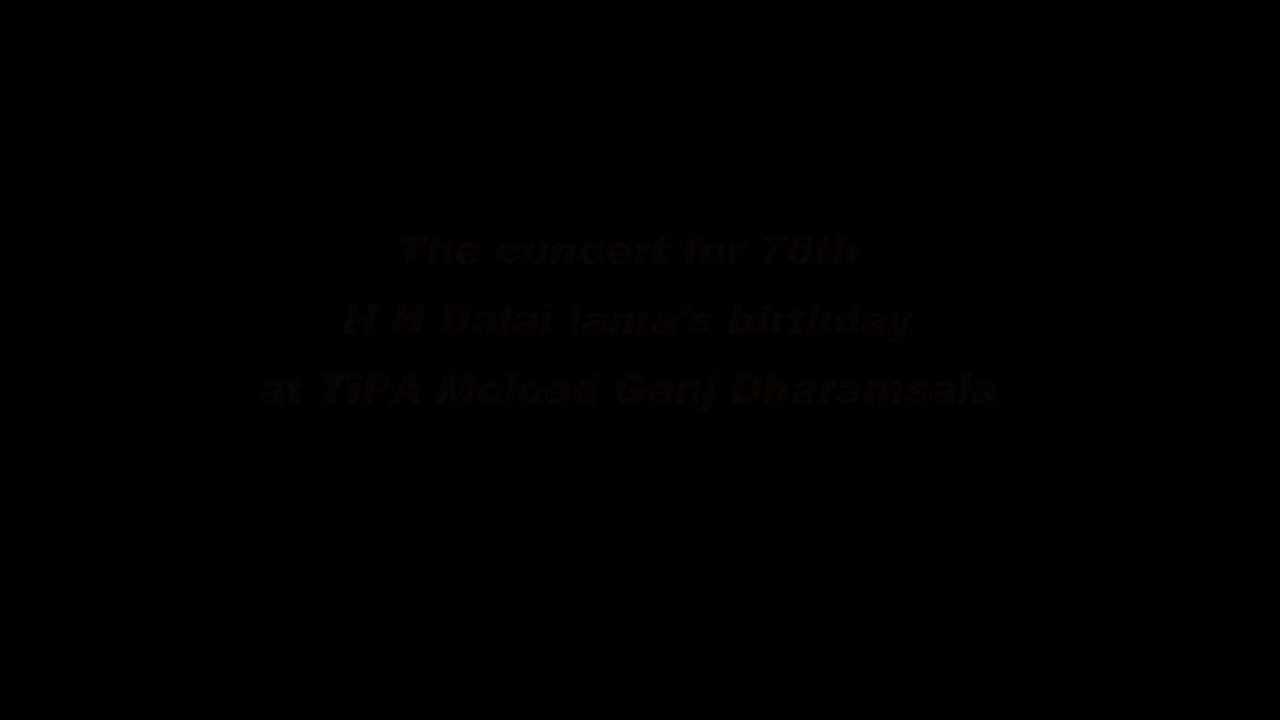 The concert for 78th
H H Dalai lama's birthday
at TiPA Mcloed Ganj Dharamsala